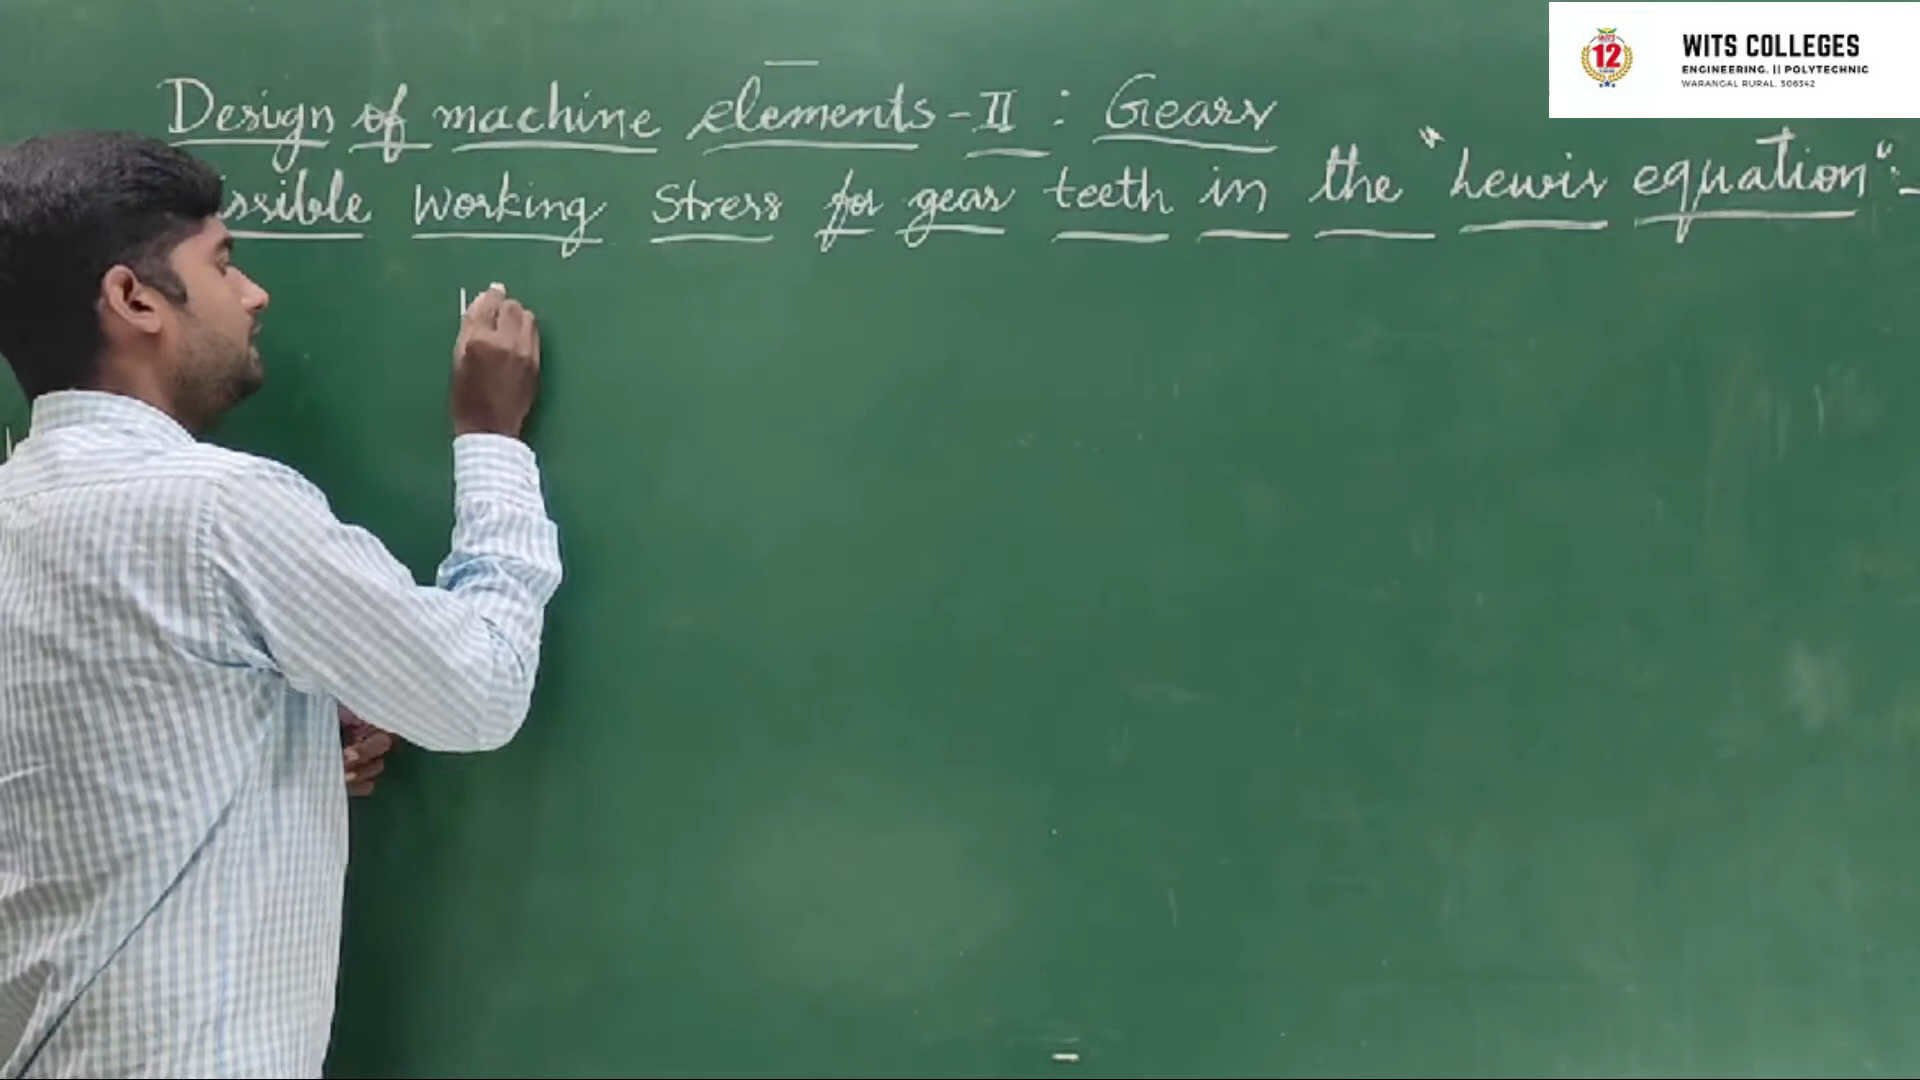 WITS COLLEGES
ENGINEERING. || POLYTECHNIC
WARANGAL RURAL. 506342
12
Design of machine elements - II : Gears
issible working stress for gear teeth in the "Lewis equation":-